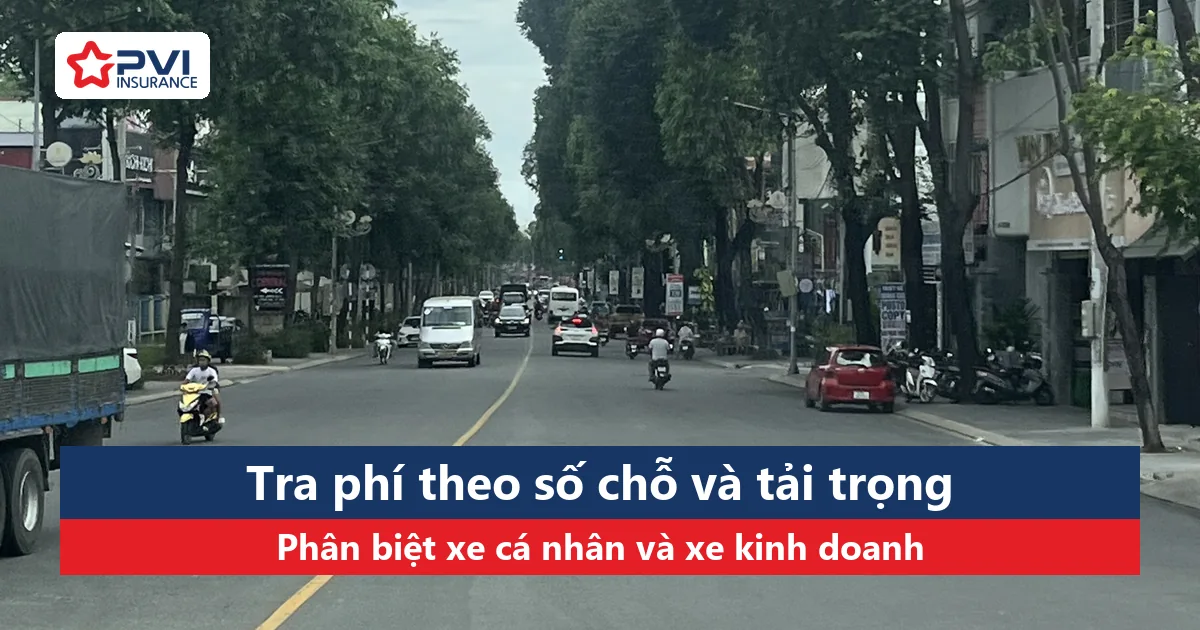 PVI
INSURANCE
Tra phí theo số chỗ và tải trọng
Phân biệt xe cá nhân và xe kinh doanh